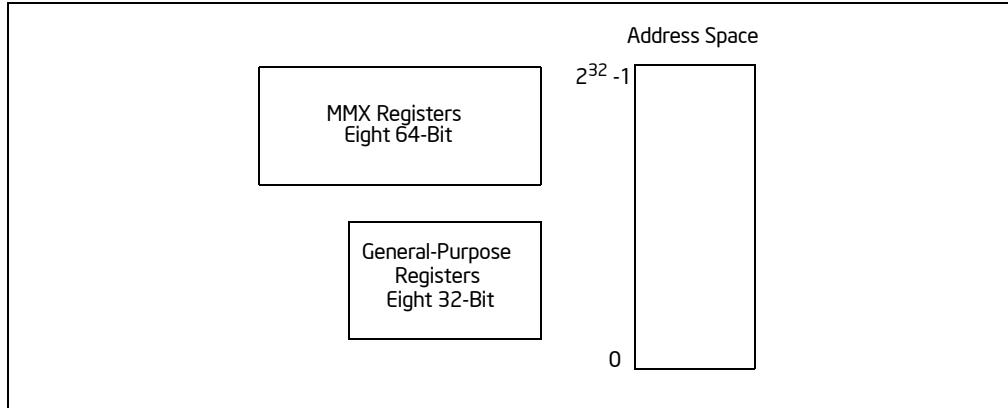 Address Space
2³² -1
MMX Registers
Eight 64-Bit
General-Purpose
Registers
Eight 32-Bit
0